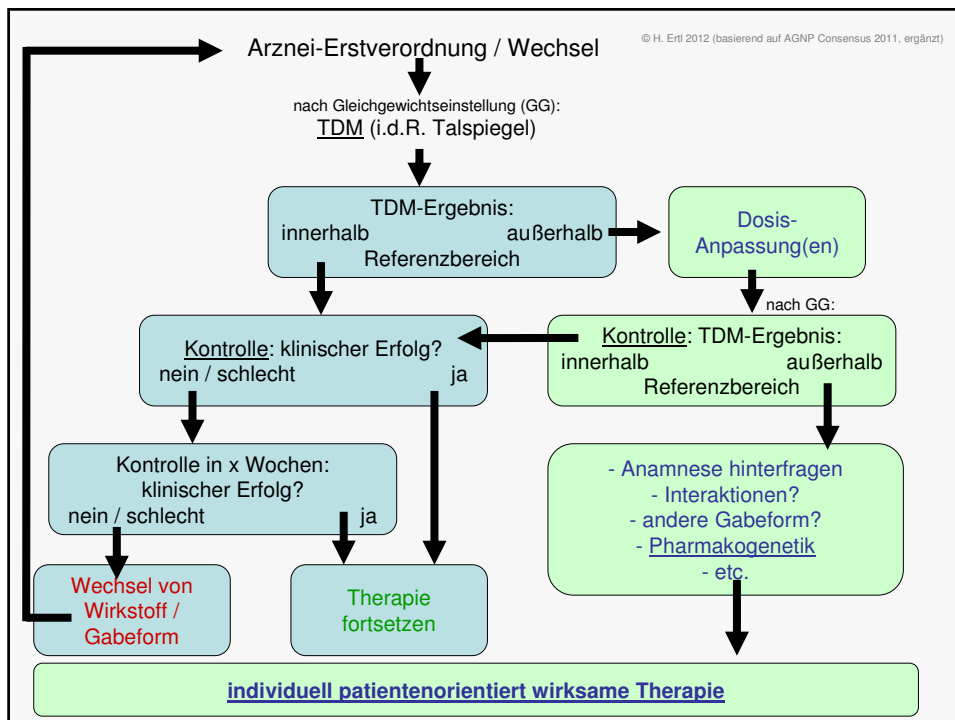 © H. Ertl 2012 (basierend auf AGNP Consensus 2011, ergänzt)
Arznei-Erstverordnung / Wechsel
nach Gleichgewichtseinstellung (GG):
TDM (i.d.R. Talspiegel)
TDM-Ergebnis:
innerhalb außerhalb
Referenzbereich
Dosis-
Anpassung(en)
nach GG:
Kontrolle: TDM-Ergebnis:
innerhalb außerhalb
Referenzbereich
Kontrolle: klinischer Erfolg?
nein / schlecht ja
Kontrolle in x Wochen:
klinischer Erfolg?
nein / schlecht ja
- Anamnese hinterfragen
- Interaktionen?
- andere Gabeform?
- Pharmakogenetik
- etc.
Wechsel von
Wirkstoff /
Gabeform
Therapie
fortsetzen
individuell patientenorientiert wirksame Therapie